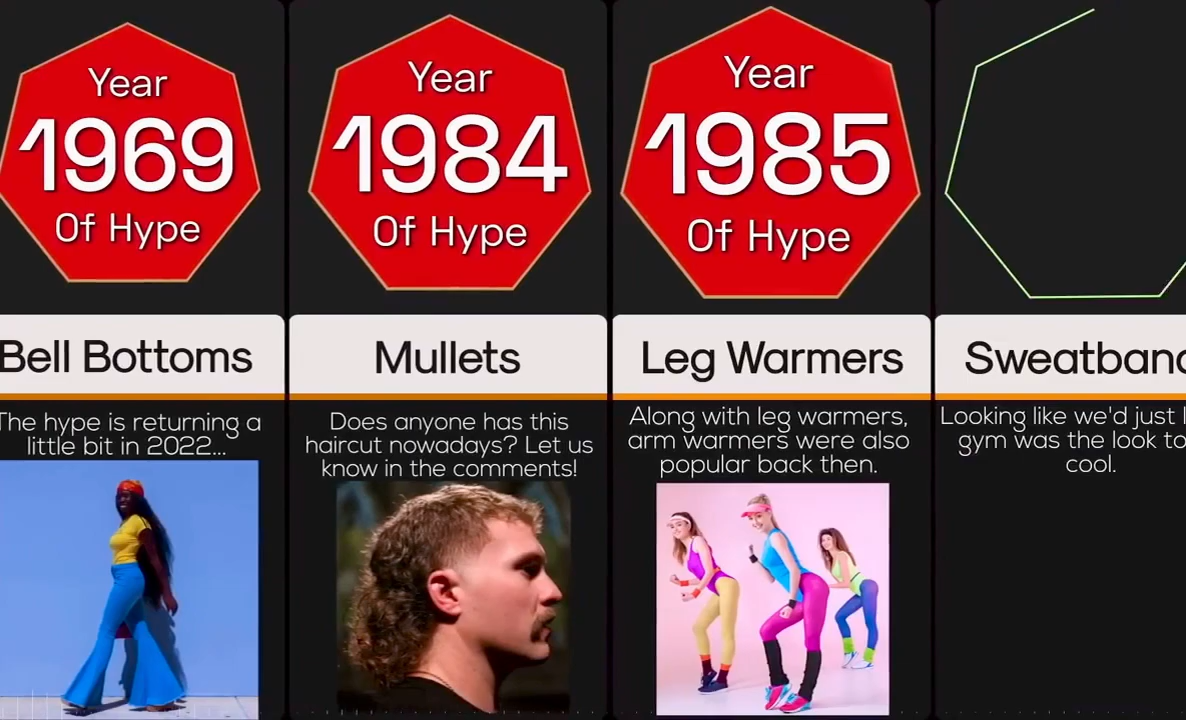 Year
1969
Of Hype
Bell Bottoms
The hype is returning a
little bit in 2022...
Year
1984
Of Hype
Mullets
Does anyone has this
haircut nowadays? Let us
know in the comments!
Year
1985
Of Hype
Leg Warmers
Along with leg warmers,
arm warmers were also
popular back then.
Looking like we'd just
gym was the look to
cool.